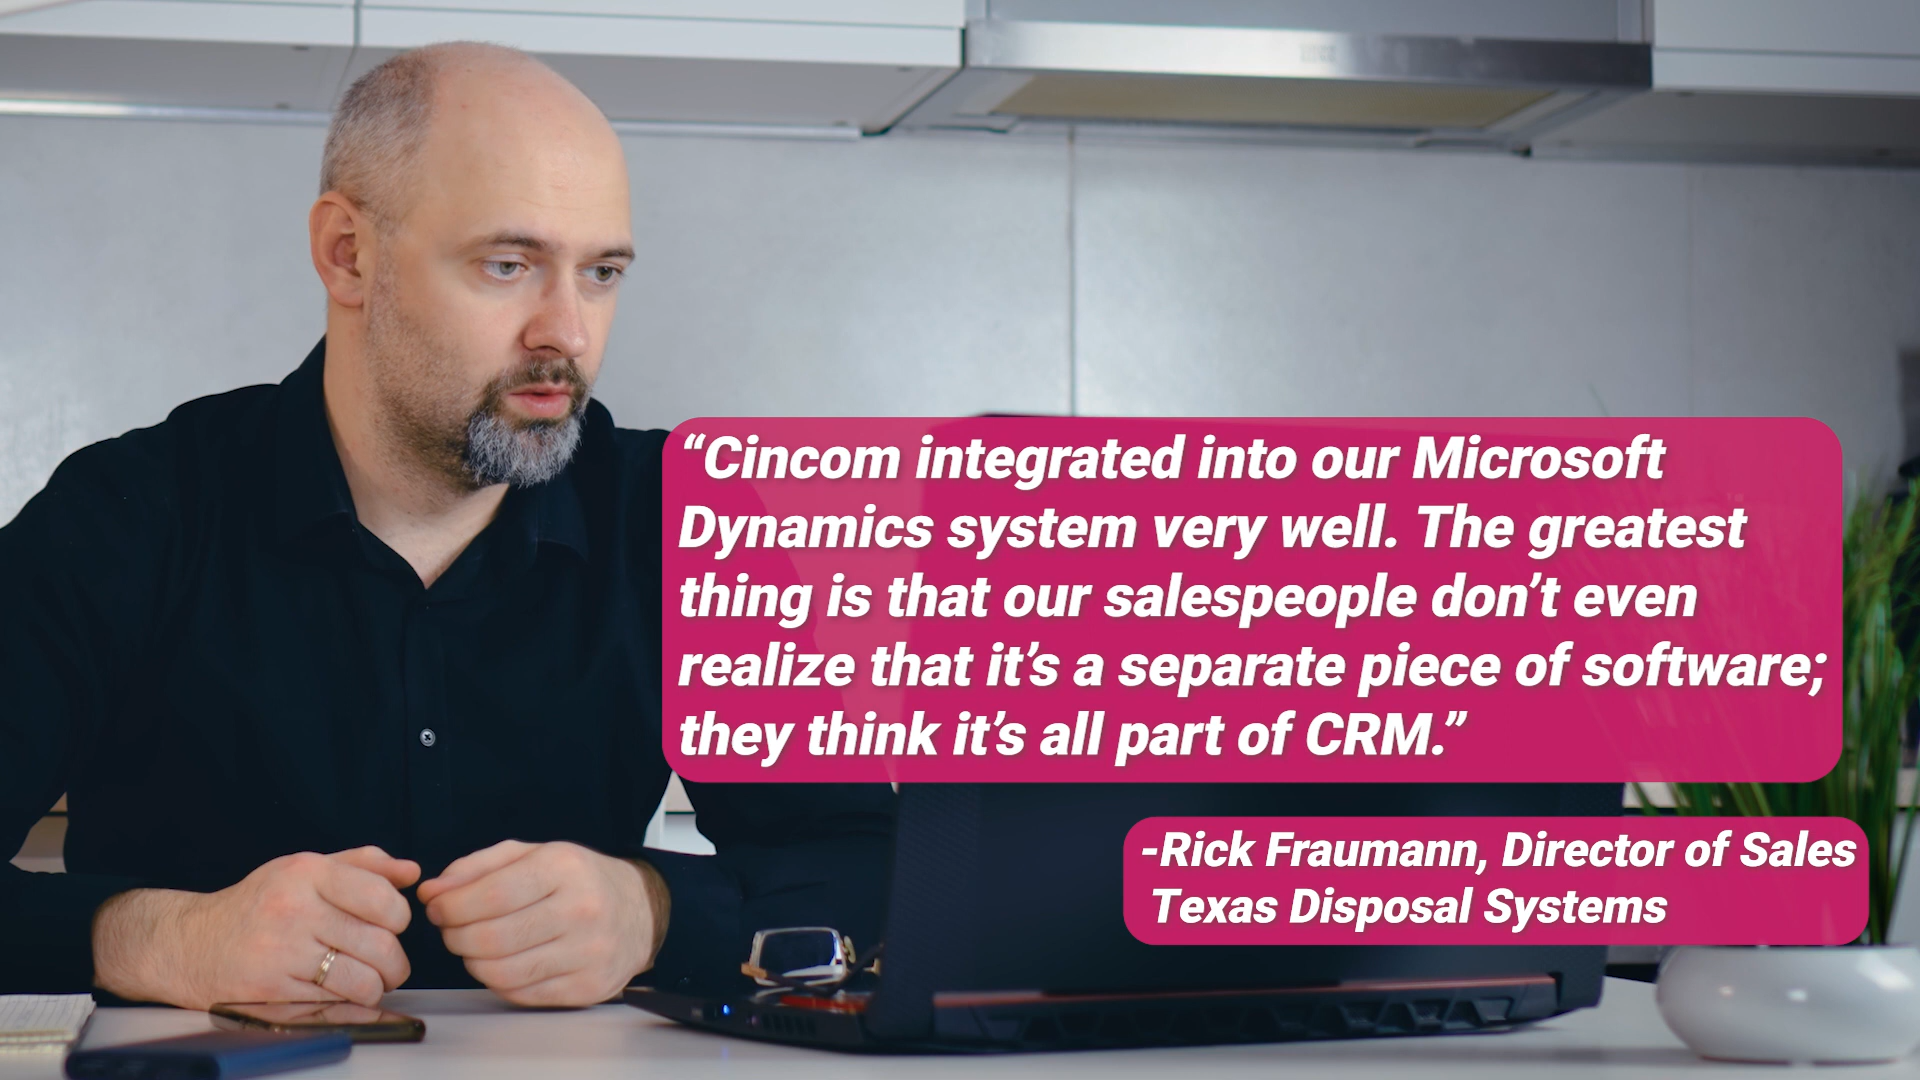 “Cincom integrated into our Microsoft
Dynamics system very well. The greatest
thing is that our salespeople don’t even
realize that it’s a separate piece of software;
they think it’s all part of CRM.”
-Rick Fraumann, Director of Sales
Texas Disposal Systems